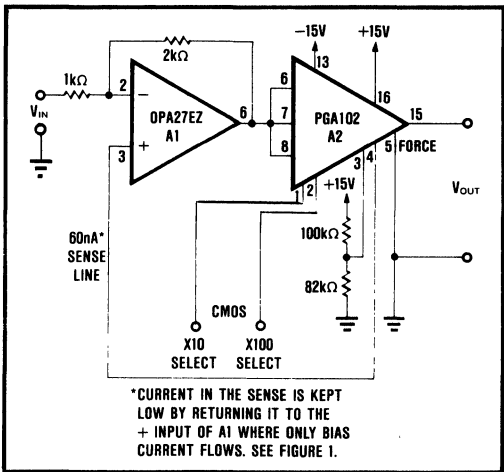 −15V +15V
2kΩ
1kΩ
13
16
6
2
−
OPA27EZ
A1
6
7
PGA102
A2
15
VIN
3
+
8
5 FORCE
4
3
1
2
+15V
VOUT
60nA*
SENSE
LINE
100kΩ
82kΩ
CMOS
X10
SELECT
X100
SELECT
*CURRENT IN THE SENSE IS KEPT
LOW BY RETURNING IT TO THE
+ INPUT OF A1 WHERE ONLY BIAS
CURRENT FLOWS. SEE FIGURE 1.